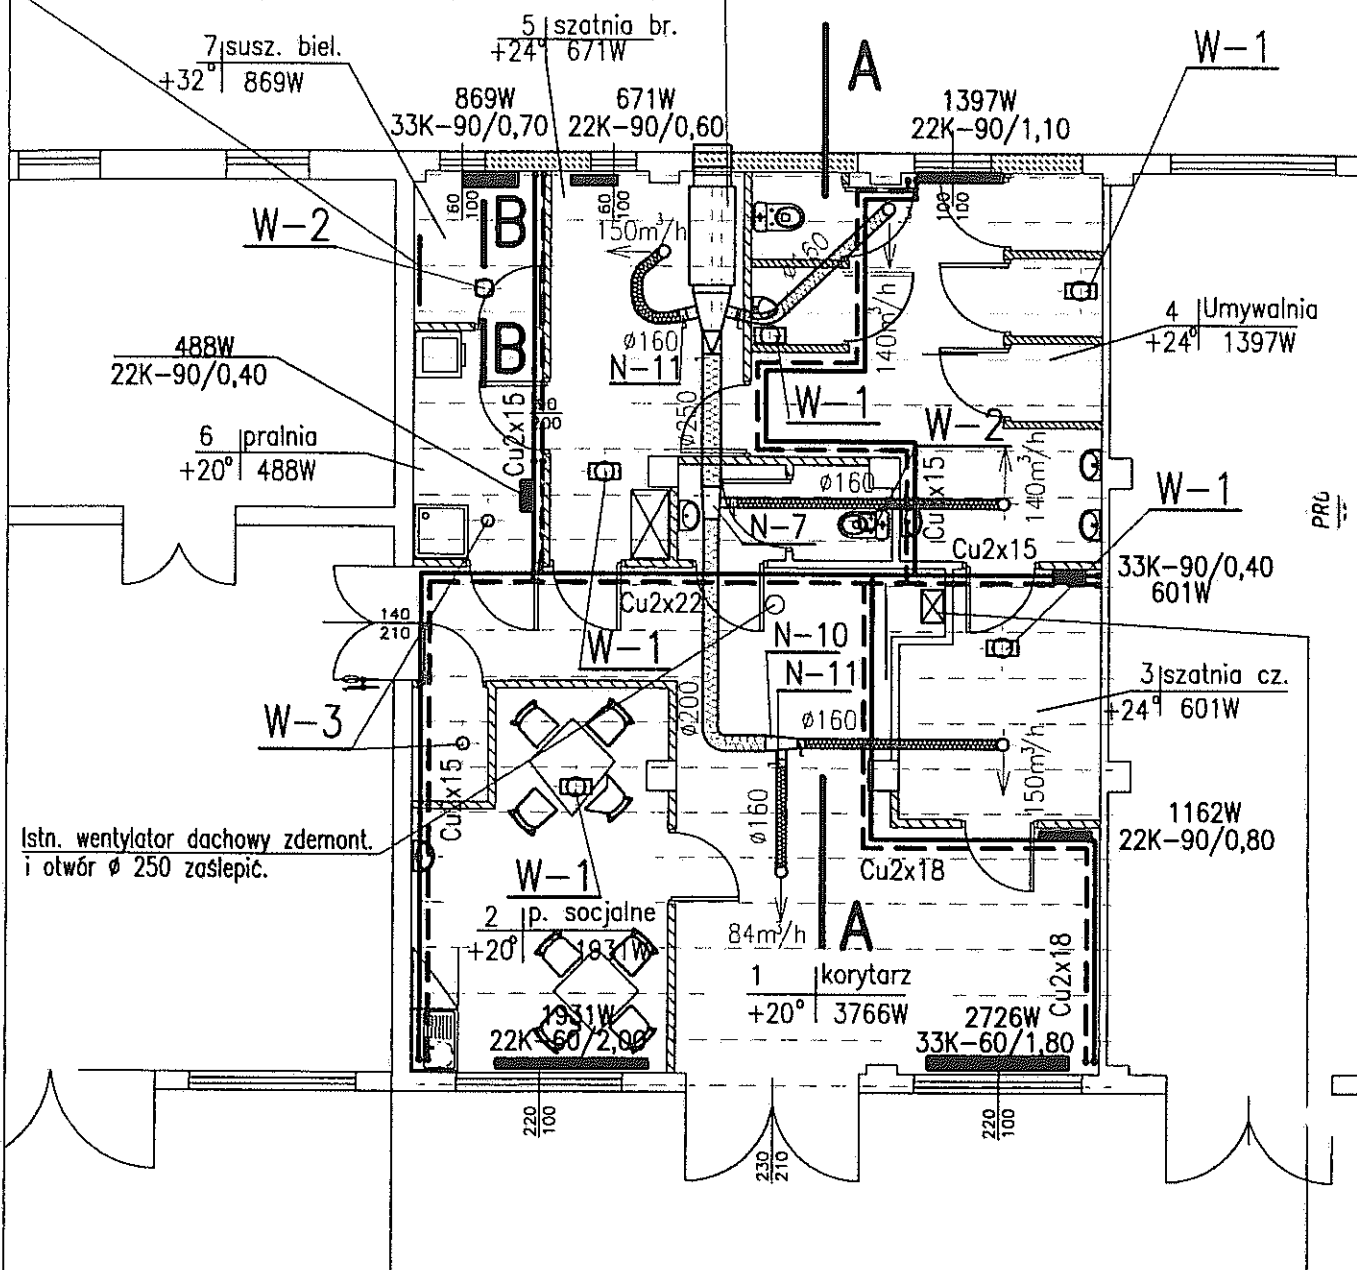 5 szatnia br.
+24° 671W
7 susz. biel.
+32° 869W
A
W-1
869W
33K-90/0,70
671W
22K-90/0,60
1397W
22K-90/1,10
60
100
60
100
100
100
W-2
B
150m³/h
ø160
B
488W
22K-90/0,40
ø160
N-11
140m³/h
4 Umywalnia
+24° 1397W
W-1
6 pralnia
+20° 488W
Cu2x15
90
200
ø250
W-2
ø160
Cu2x15
140m³/h
W-1
N-7
PRG
Cu2x15
33K-90/0,40
601W
140
210
Cu2x22
W-1
N-10
N-11
3 szatnia cz.
+24° 601W
W-3
ø200
ø160
150m³/h
Cu2x15
ø160
Istn. wentylator dachowy zdemont.
i otwór ø 250 zaślepić.
1162W
22K-90/0,80
W-1
Cu2x18
2 p. socjalne
+20° 1931W
84m³/h
A
Cu2x18
1 korytarz
+20° 3766W
1931W
22K-60/2,00
2726W
33K-60/1,80
220
100
230
210
220
100